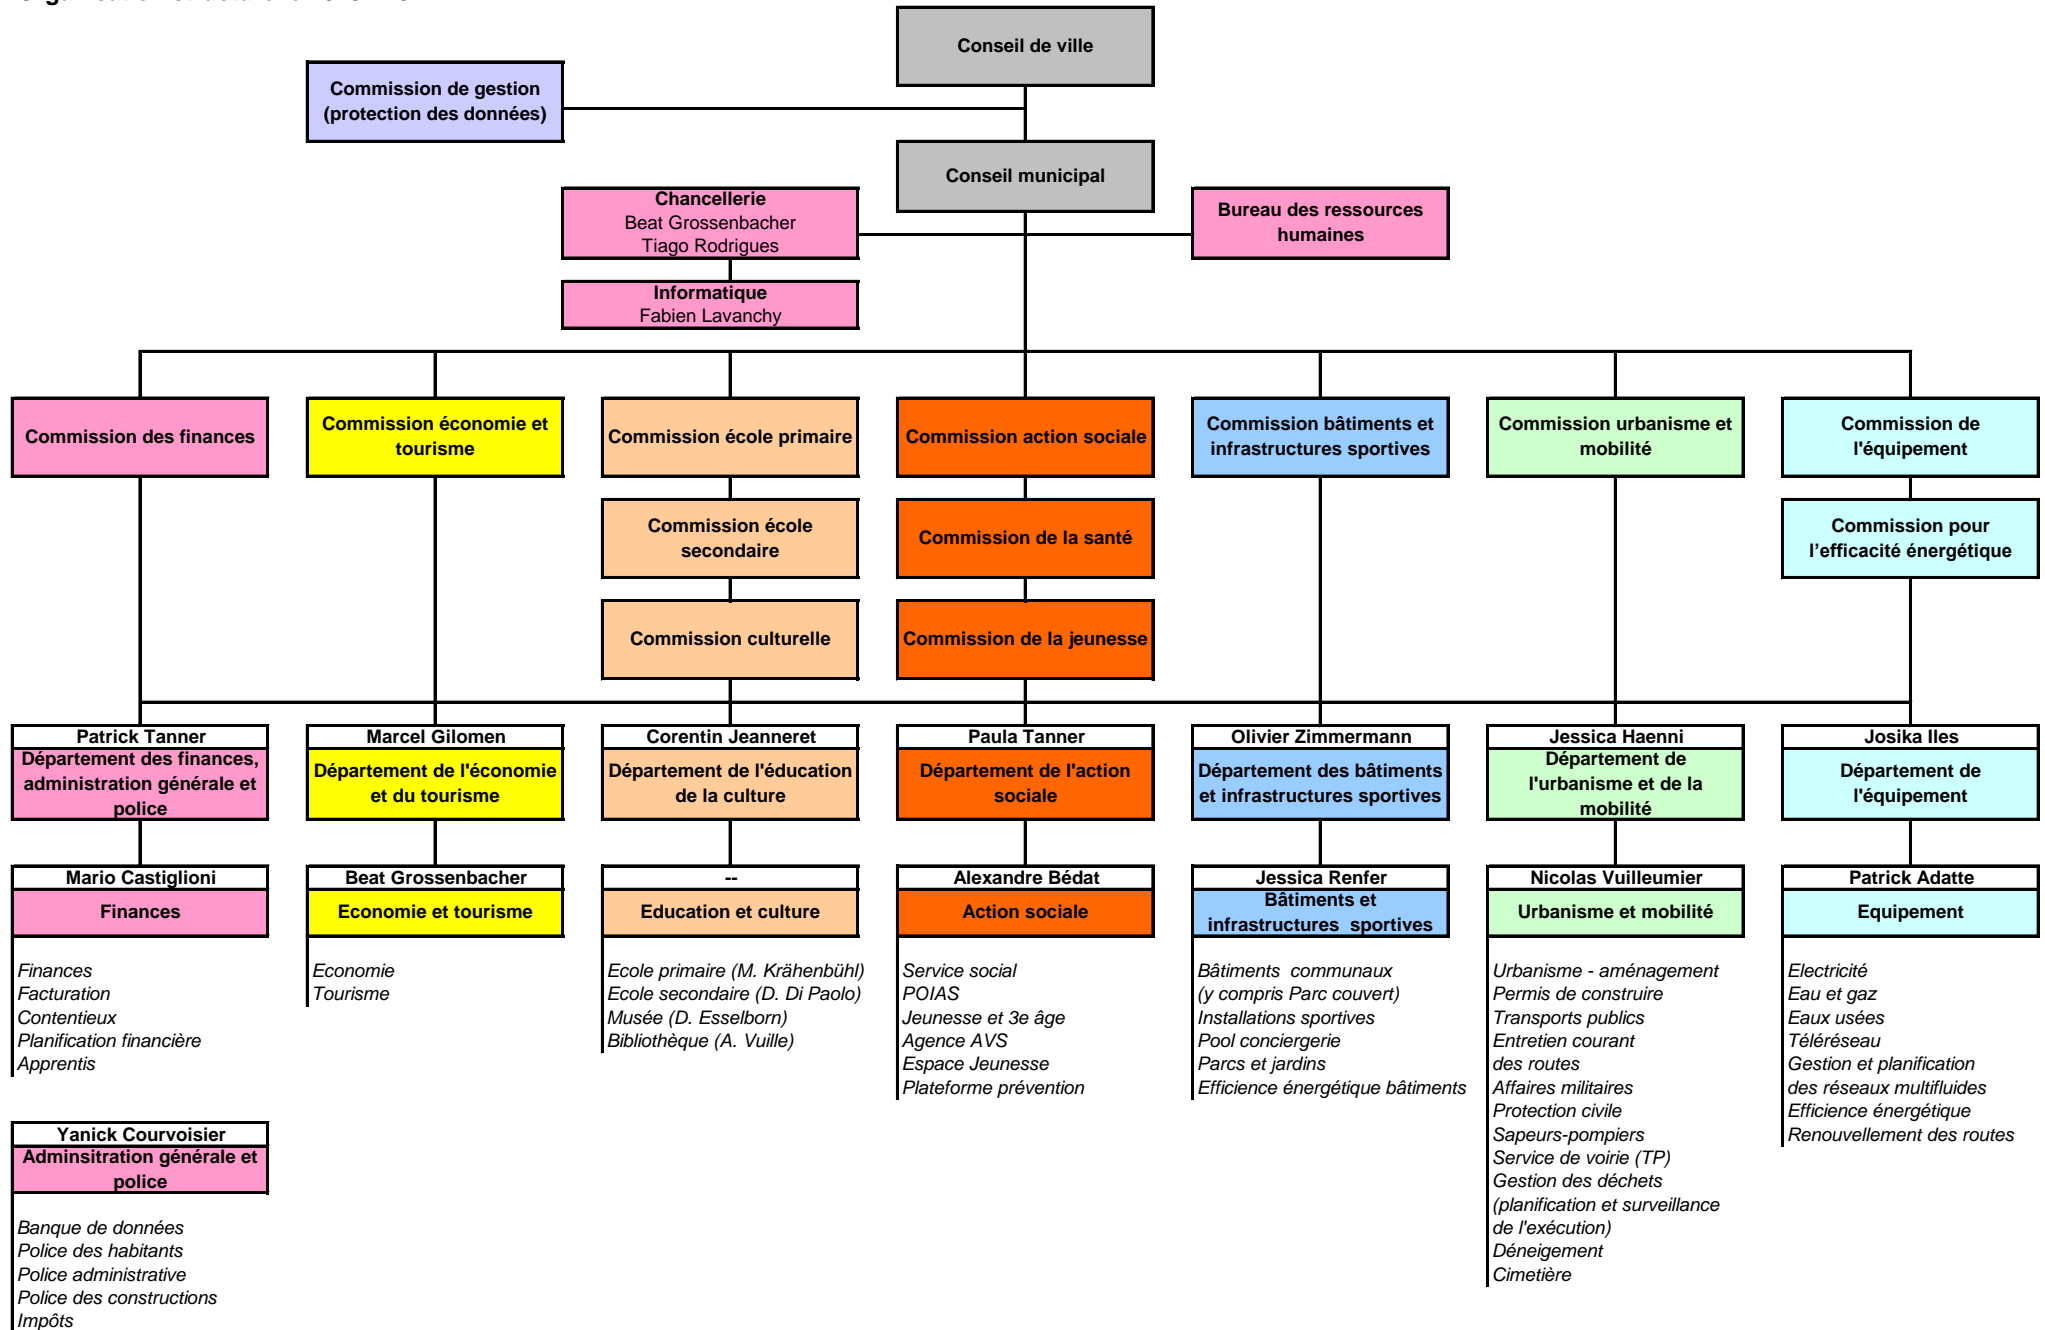 Conseil de ville
Commission de gestion
(protection des données)
Conseil municipal
Chancellerie
Beat Grossenbacher
Tiago Rodrigues
Bureau des ressources
humaines
Informatique
Fabien Lavanchy
Commission des finances
Commission économie et
tourisme
Commission école primaire
Commission action sociale
Commission bâtiments et
infrastructures sportives
Commission urbanisme et
mobilité
Commission de
l'équipement
Commission école
secondaire
Commission de la santé
Commission pour
l’efficacité énergétique
Commission culturelle
Commission de la jeunesse
Patrick Tanner
Département des finances,
administration générale et
police
Marcel Gilomen
Département de l'économie
et du tourisme
Corentin Jeanneret
Département de l'éducation
de la culture
Paula Tanner
Département de l'action
sociale
Olivier Zimmermann
Département des bâtiments
et infrastructures sportives
Jessica Haenni
Département de
l'urbanisme et de la
mobilité
Josika Iles
Département de
l'équipement
Mario Castiglioni
Finances
Beat Grossenbacher
Economie et tourisme
--
Education et culture
Alexandre Bédat
Action sociale
Jessica Renfer
Bâtiments et
infrastructures  sportives
Nicolas Vuilleumier
Urbanisme et mobilité
Patrick Adatte
Equipement
Finances
Facturation
Contentieux
Planification financière
Apprentis
Economie
Tourisme
Ecole primaire (M. Krähenbühl)
Ecole secondaire (D. Di Paolo)
Musée (D. Esselborn)
Bibliothèque (A. Vuille)
Service social
POIAS
Jeunesse et 3e âge
Agence AVS
Espace Jeunesse
Plateforme prévention
Bâtiments  communaux
(y compris Parc couvert)
Installations sportives
Pool conciergerie
Parcs et jardins
Efficience énergétique bâtiments
Urbanisme - aménagement
Permis de construire
Transports publics
Entretien courant
des routes
Affaires militaires
Protection civile
Sapeurs-pompiers
Service de voirie (TP)
Gestion des déchets
(planification et surveillance
de l'exécution)
Déneigement
Cimetière
Electricité
Eau et gaz
Eaux usées
Téléréseau
Gestion et planification
des réseaux multifluides
Efficience énergétique
Renouvellement des routes
Yanick Courvoisier
Adminsitration générale et
police
Banque de données
Police des habitants
Police administrative
Police des constructions
Impôts